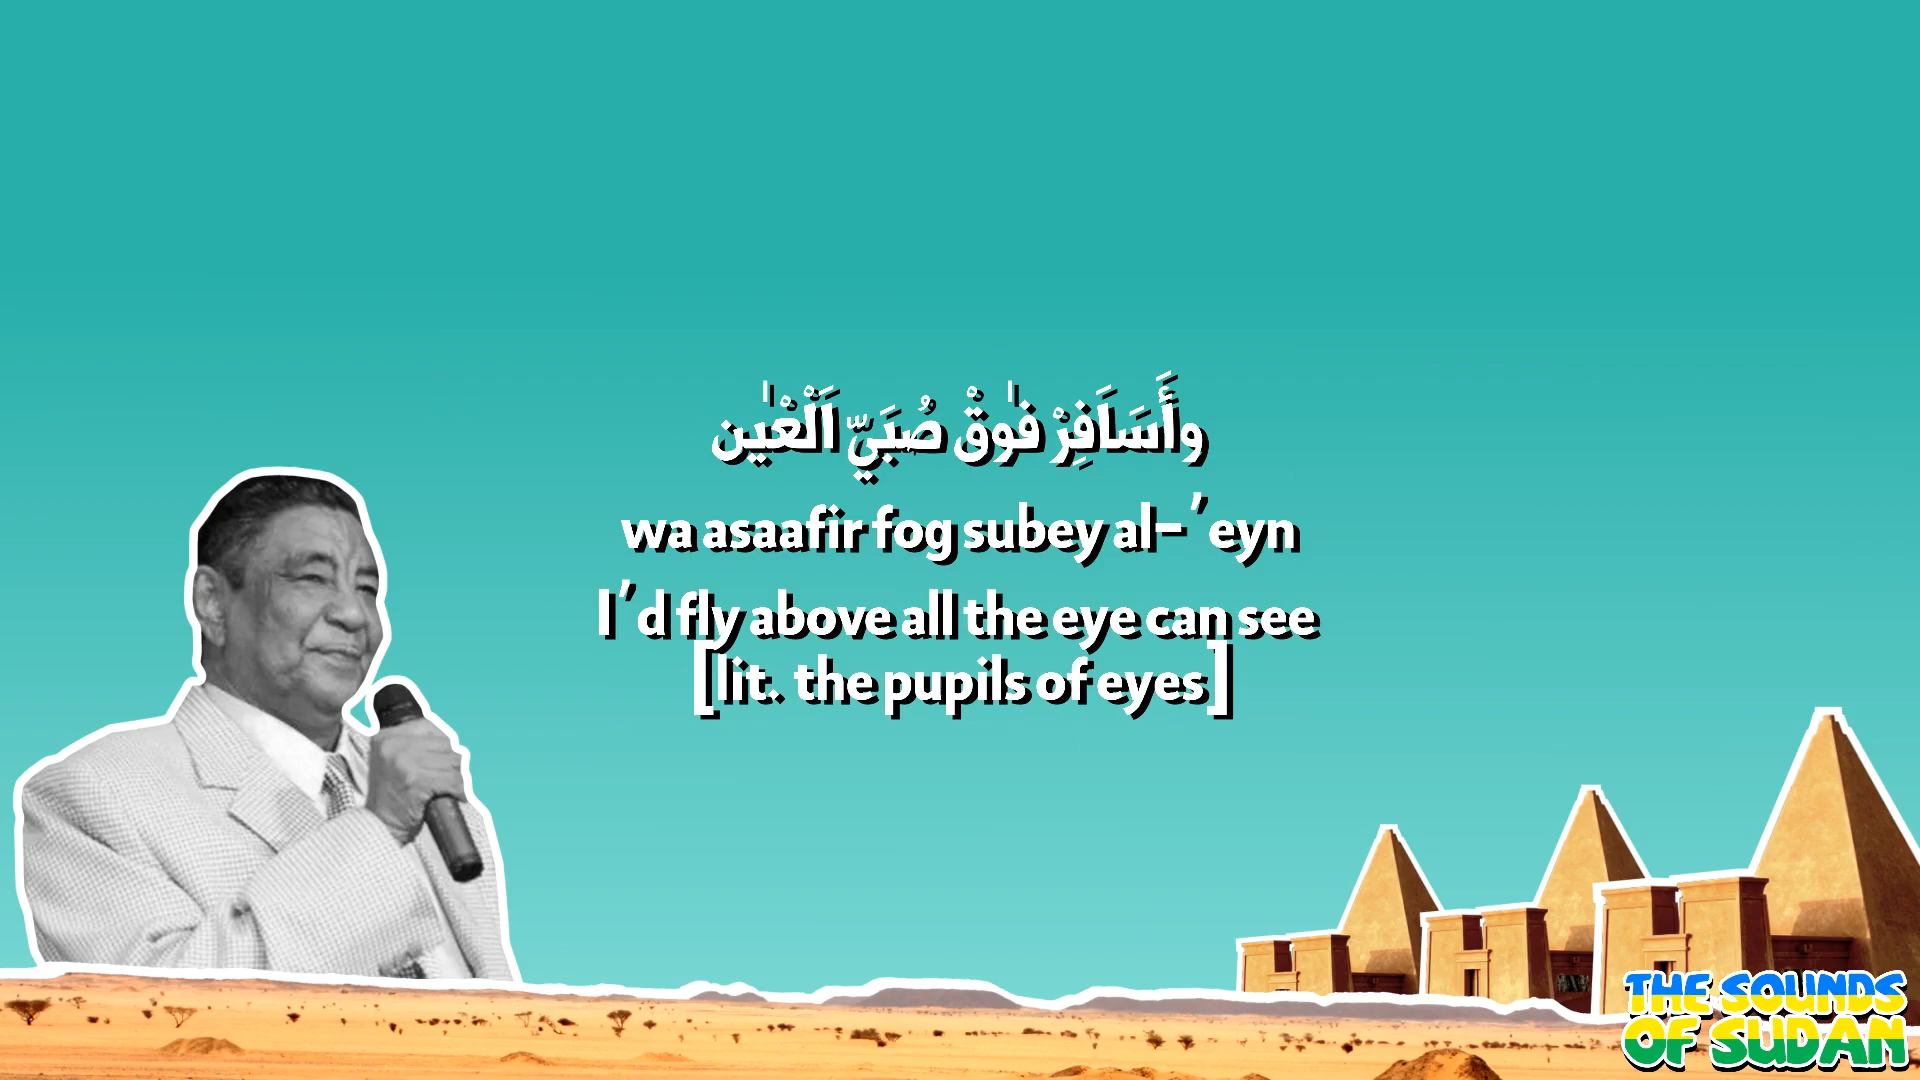 وأَسَافِرْ فوٰقْ صُبَيّ اَلْعْيٰن
wa asaafir fog subey al-'eyn
I'd fly above all the eye can see
[lit. the pupils of eyes]
THE SOUNDS
OF SUDAN